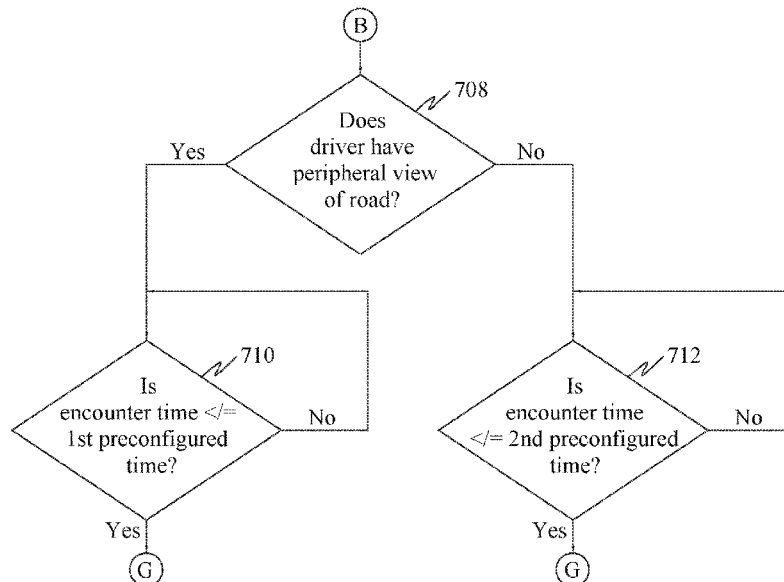 B
708
Does
driver have
peripheral view
of road?
Yes
No
710
Is
encounter time </=
1st preconfigured
time?
No
Yes
G
712
Is
encounter time
</= 2nd preconfigured
time?
No
Yes
G